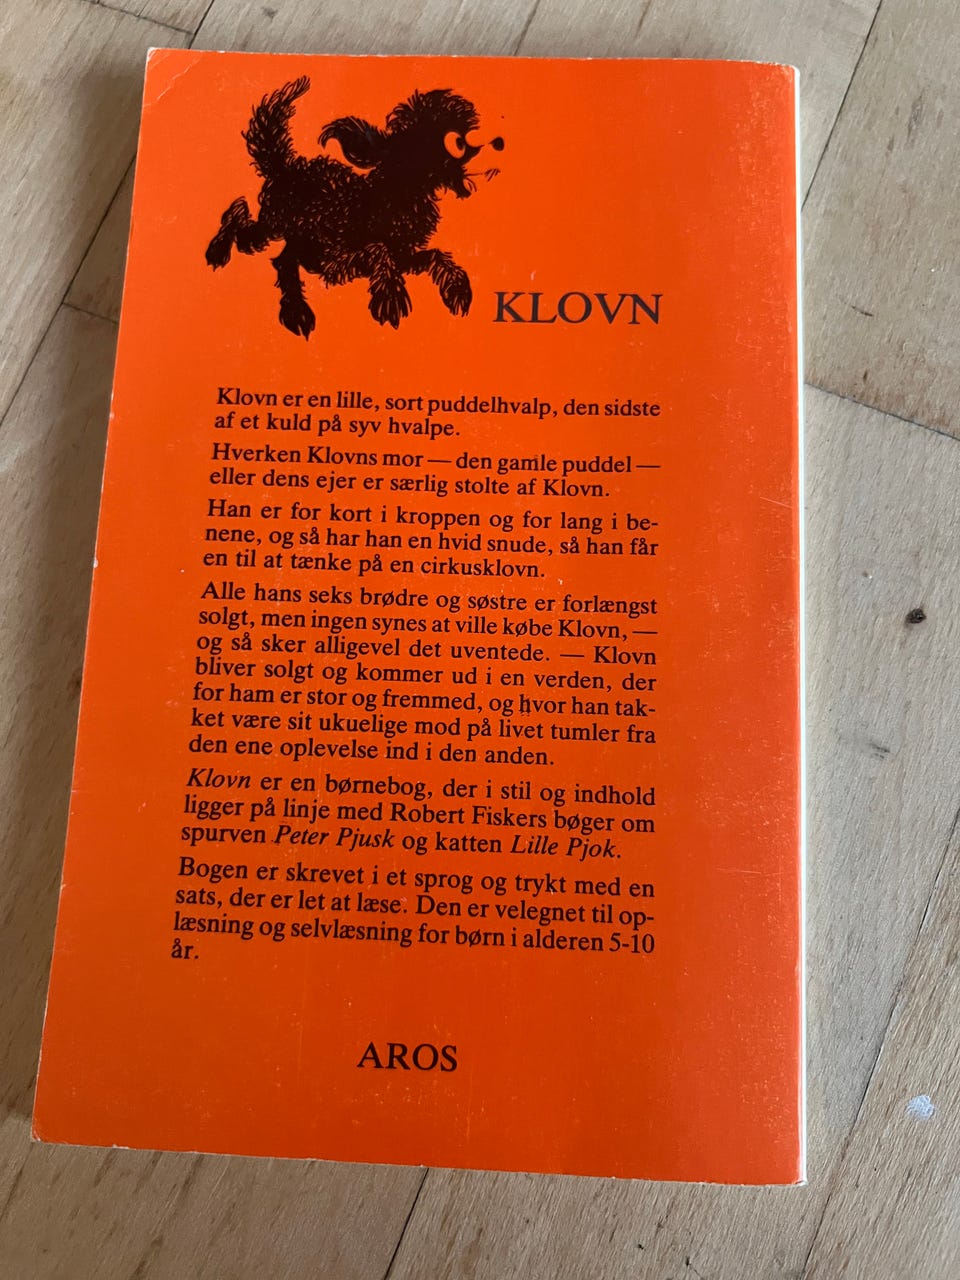 KLOVN
Klovn er en lille, sort puddelhvalp, den sidste
af et kuld på syv hvalpe.
Hverken Klovns mor — den gamle puddel —
eller dens ejer er særlig stolte af Klovn.
Han er for kort i kroppen og for lang i be-
nene, og så har han en hvid snude, så han får
en til at tænke på en cirkusklovn.
Alle hans seks brødre og søstre er forlængst
solgt, men ingen synes at ville købe Klovn, —
og så sker alligevel det uventede. — Klovn
bliver solgt og kommer ud i en verden, der
for ham er stor og fremmed, og hvor han tak-
ket være sit ukuelige mod på livet tumler fra
den ene oplevelse ind i den anden.
Klovn er en børnebog, der i stil og indhold
ligger på linje med Robert Fiskers bøger om
spurven Peter Pjusk og katten Lille Pjok.
Bogen er skrevet i et sprog og trykt med en
sats, der er let at læse. Den er velegnet til op-
læsning og selvlæsning for børn i alderen 5-10
år.
AROS